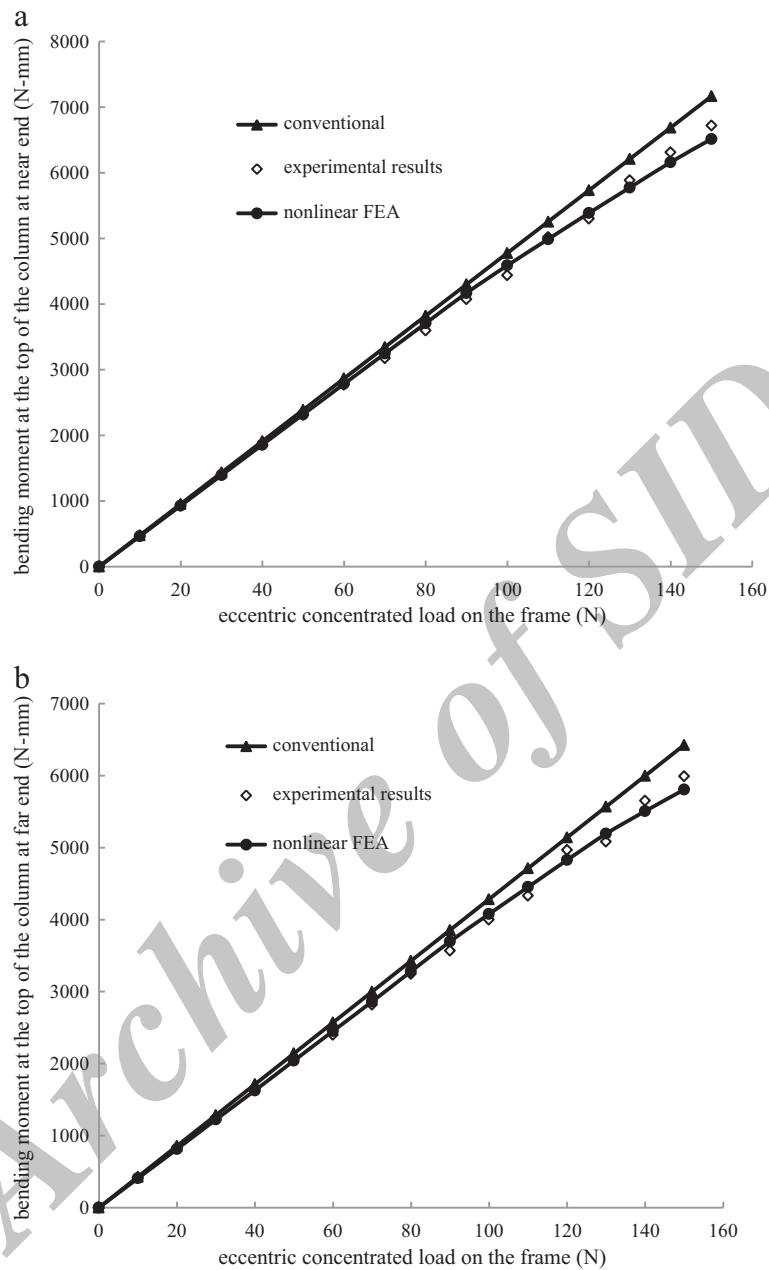 a
8000
7000
6000
5000
4000
3000
2000
1000
0
bending moment at the top of the column at near end (N-mm)
conventional
experimental results
nonlinear FEA
0 20 40 60 80 100 120 140 160
eccentric concentrated load on the frame (N)
b
7000
6000
5000
4000
3000
2000
1000
0
bending moment at the top of the column at far end (N-mm)
conventional
experimental results
nonlinear FEA
0 20 40 60 80 100 120 140 160
eccentric concentrated load on the frame (N)
Archive of SID